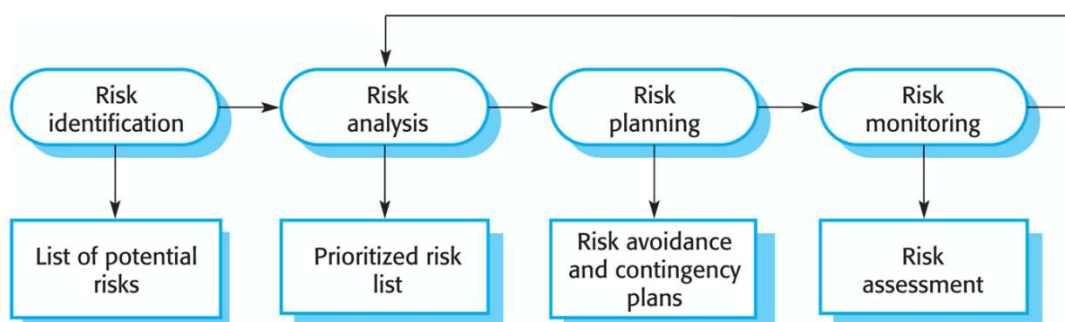 Risk
identification
Risk
analysis
Risk
planning
Risk
monitoring
List of potential
risks
Prioritized risk
list
Risk avoidance
and contingency
plans
Risk
assessment